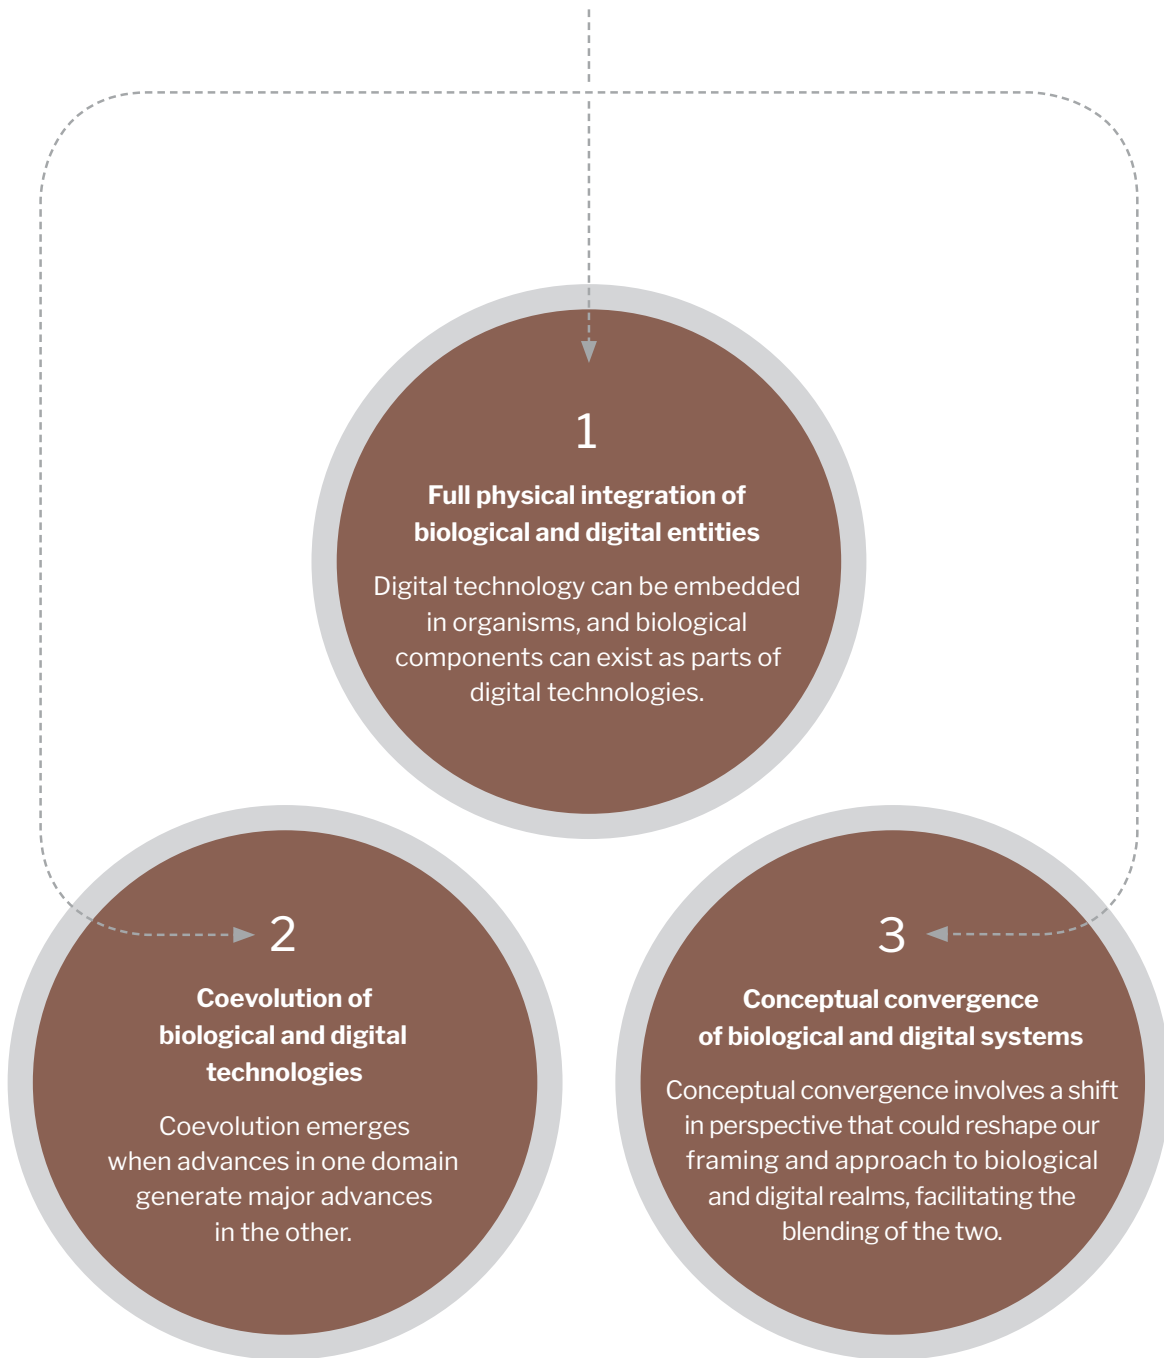 1
Full physical integration of
biological and digital entities
Digital technology can be embedded
in organisms, and biological
components can exist as parts of
digital technologies.
2
Coevolution of
biological and digital
technologies
Coevolution emerges
when advances in one domain
generate major advances
in the other.
3
Conceptual convergence
of biological and digital systems
Conceptual convergence involves a shift
in perspective that could reshape our
framing and approach to biological
and digital realms, facilitating the
blending of the two.